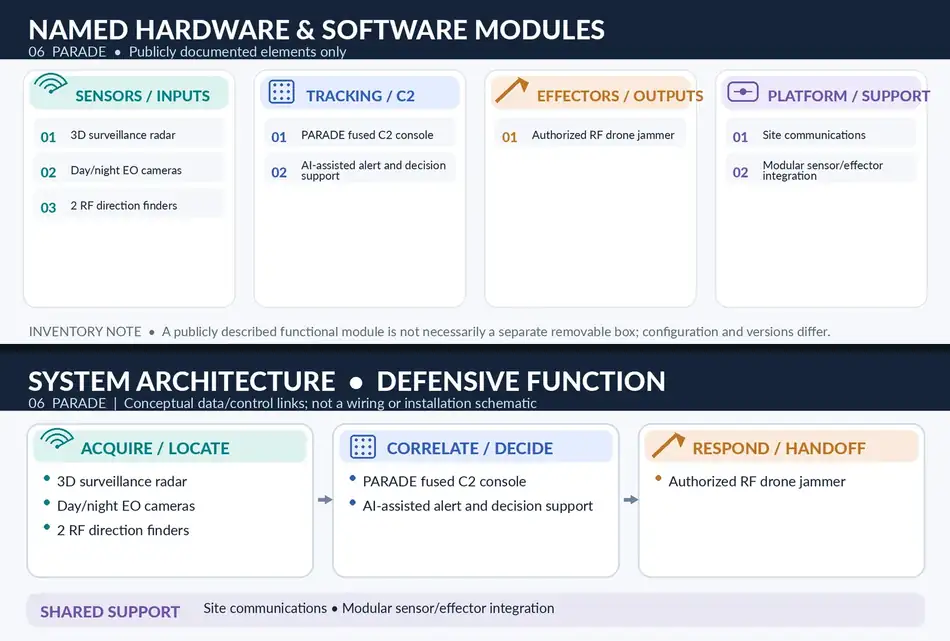 NAMED HARDWARE & SOFTWARE MODULES
06 PARADE • Publicly documented elements only
SENSORS / INPUTS
01 3D surveillance radar
02 Day/night EO cameras
03 2 RF direction finders
TRACKING / C2
01 PARADE fused C2 console
02 AI-assisted alert and decision
support
EFFECTORS / OUTPUTS
01 Authorized RF drone jammer
PLATFORM / SUPPORT
01 Site communications
02 Modular sensor/effector
integration
INVENTORY NOTE • A publicly described functional module is not necessarily a separate removable box; configuration and versions differ.
SYSTEM ARCHITECTURE • DEFENSIVE FUNCTION
06 PARADE | Conceptual data/control links; not a wiring or installation schematic
ACQUIRE / LOCATE
• 3D surveillance radar
• Day/night EO cameras
• 2 RF direction finders
CORRELATE / DECIDE
• PARADE fused C2 console
• AI-assisted alert and decision support
RESPOND / HANDOFF
• Authorized RF drone jammer
SHARED SUPPORT Site communications • Modular sensor/effector integration